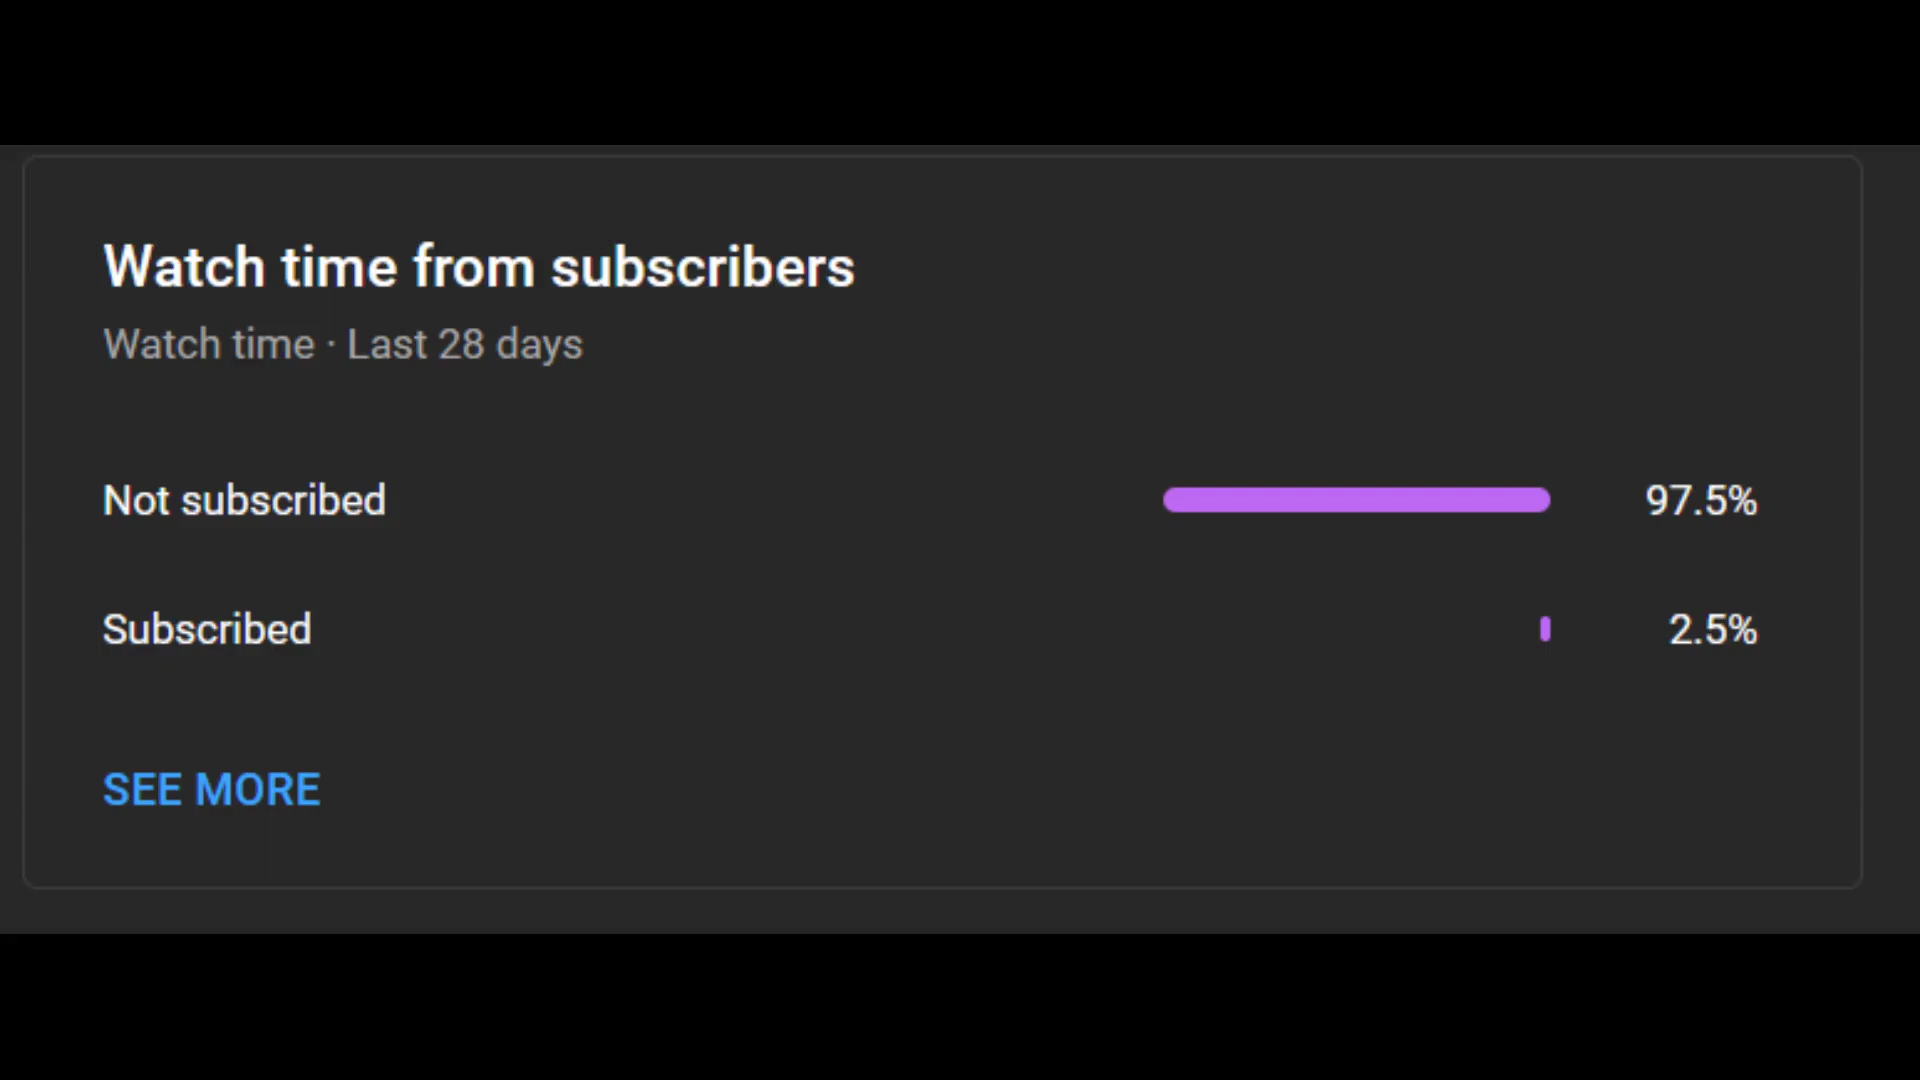 Watch time from subscribers
Watch time · Last 28 days
Not subscribed 97.5%
Subscribed 2.5%
SEE MORE